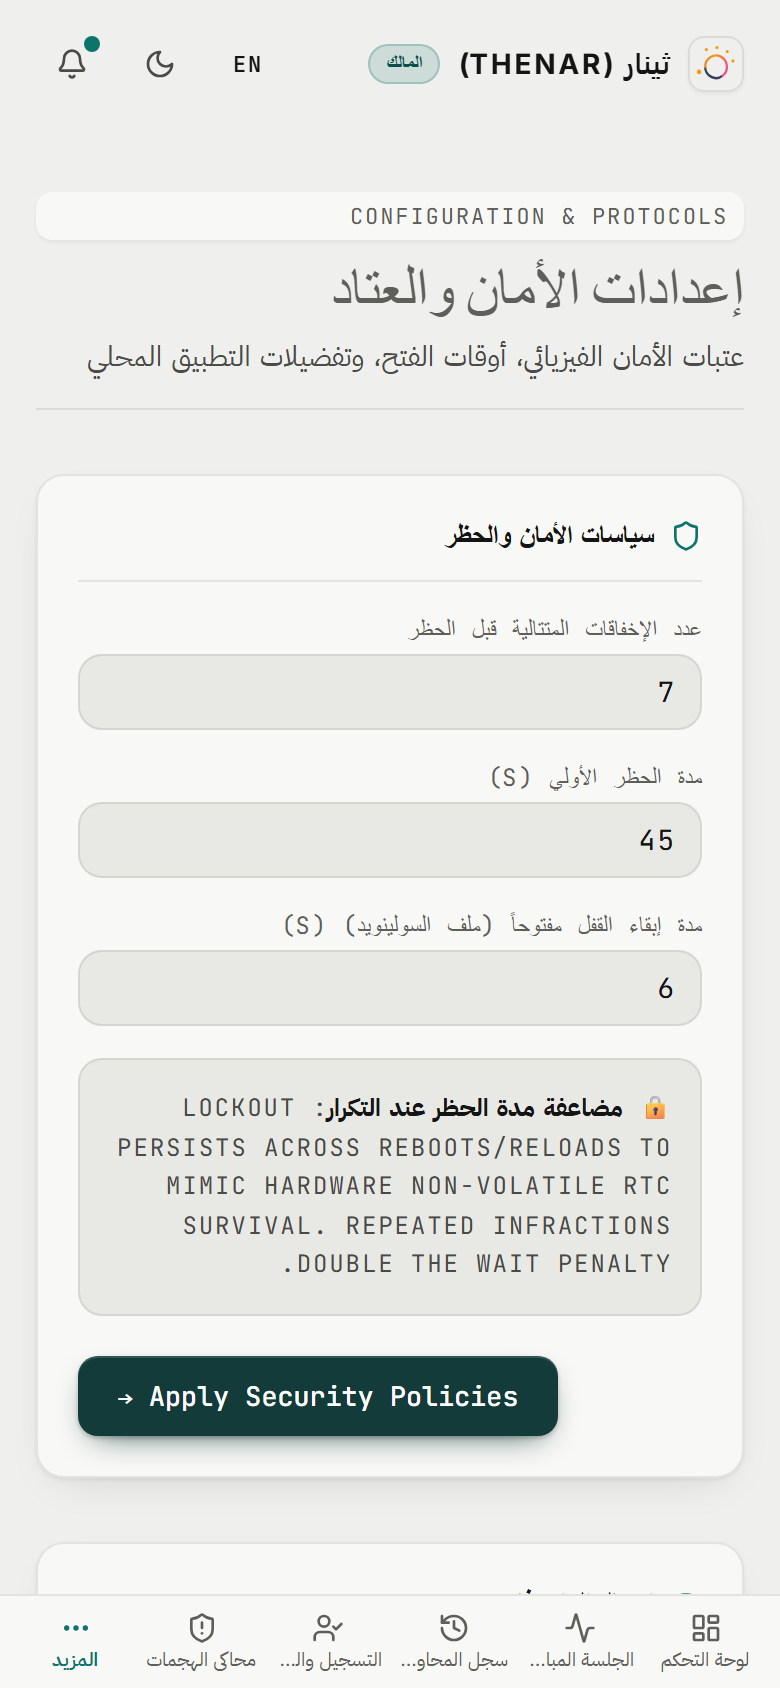 ثينار (THENAR)
المالك
EN
CONFIGURATION & PROTOCOLS
إعدادات الأمان والعتاد
عتبات الأمان الفيزيائي، أوقات الفتح، وتفضيلات التطبيق المحلي
سياسات الأمان والحظر
عدد الإخفاقات المتتالية قبل الحظر
7
مدة الحظر الأولي (S)
45
مدة إبقاء القفل مفتوحاً (ملف السولينويد) (S)
6
🔒 مضاعفة مدة الحظر عند التكرار: LOCKOUT
PERSISTS ACROSS REBOOTS/RELOADS TO
MIMIC HARDWARE NON-VOLATILE RTC
SURVIVAL. REPEATED INFRACTIONS
DOUBLE THE WAIT PENALTY.
Apply Security Policies →
لوحة التحكم
الجلسة المبا...
سجل المحاو...
التسجيل والـ...
محاكي الهجمات
المزيد